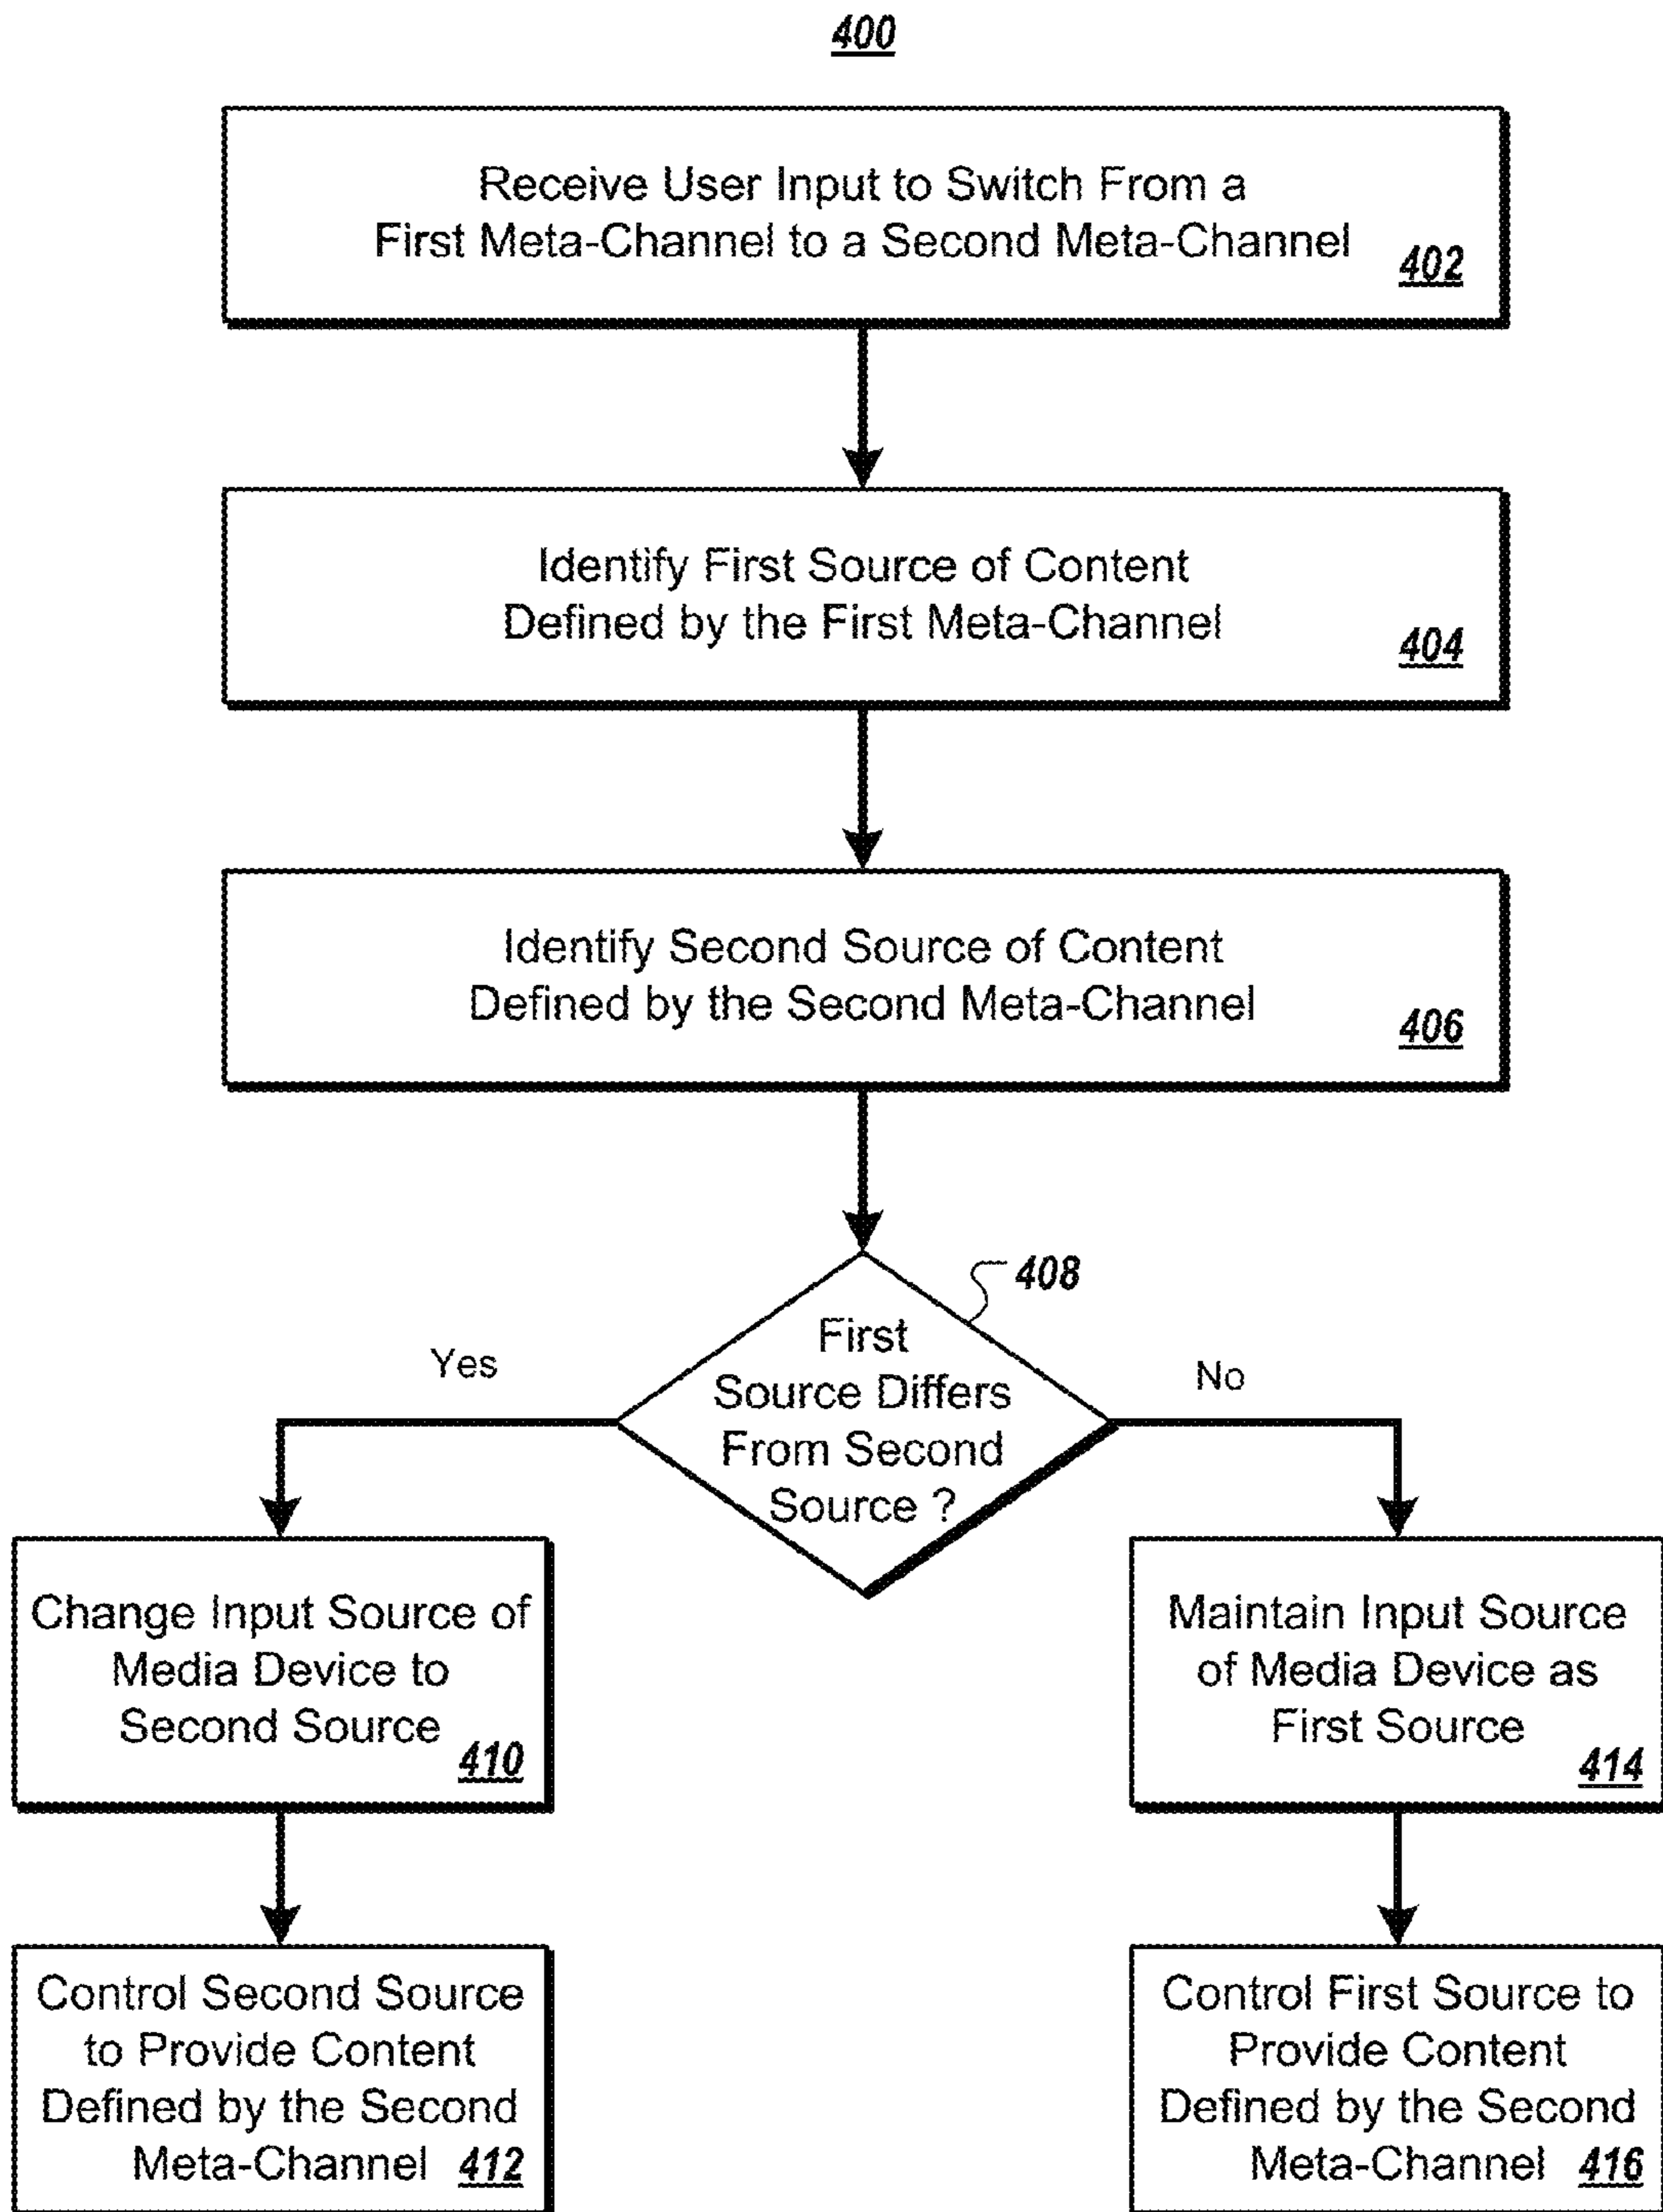 400
Receive User Input to Switch From a
First Meta-Channel to a Second Meta-Channel
402
Identify First Source of Content
Defined by the First Meta-Channel
404
Identify Second Source of Content
Defined by the Second Meta-Channel
406
408
First
Source Differs
From Second
Source ?
Yes
No
Change Input Source of
Media Device to
Second Source
410
Maintain Input Source
of Media Device as
First Source
414
Control Second Source
to Provide Content
Defined by the Second
Meta-Channel 412
Control First Source to
Provide Content
Defined by the Second
Meta-Channel 416